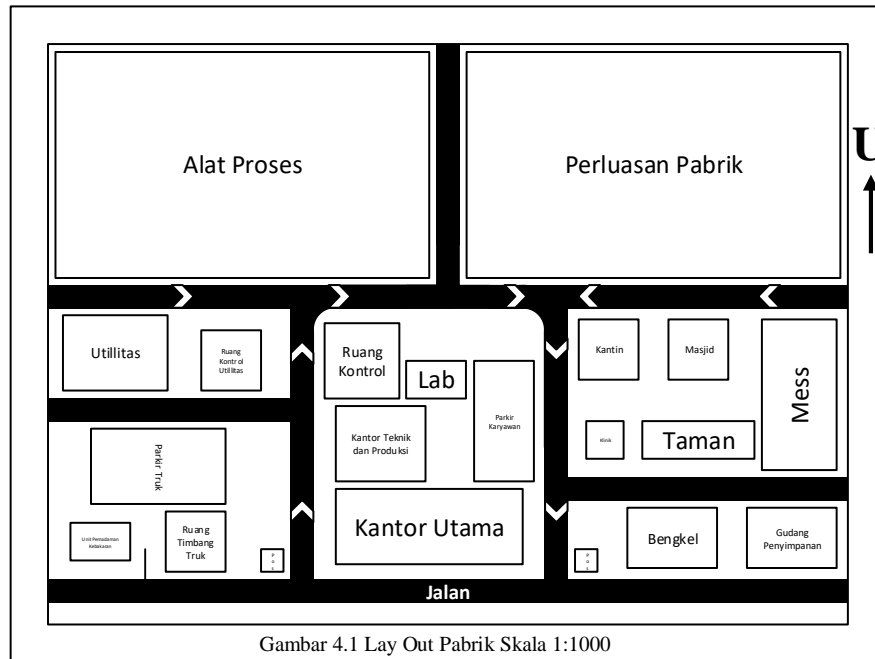 Alat Proses
Perluasan Pabrik
U
Utillitas
Ruang
Kontrol
Utillitas
Ruang
Kontrol
Lab
Parkir
Karyawan
Kantin
Masjid
Mess
Kantor Teknik
dan Produksi
Klinik
Taman
Parkir Truk
Kantor Utama
Unit Pemadaman
Kebakaran
Ruang
Timbang
Truk
Bengkel
Gudang
Penyimpanan
Jalan
Gambar 4.1 Lay Out Pabrik Skala 1:1000